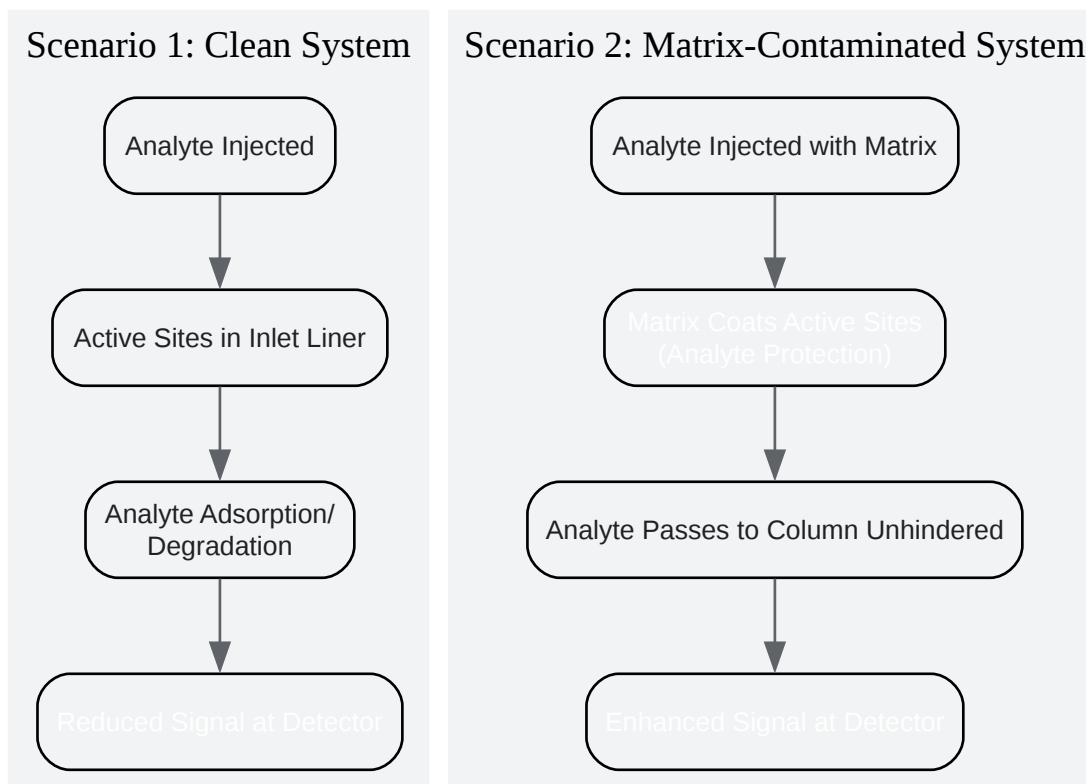 Scenario 1: Clean System
Analyte Injected
Active Sites in Inlet Liner
Analyte Adsorption/
Degradation
Reduced Signal at Detector
Scenario 2: Matrix-Contaminated System
Analyte Injected with Matrix
Matrix Coats Active Sites
(Analyte Protection)
Analyte Passes to Column Unhindered
Enhanced Signal at Detector